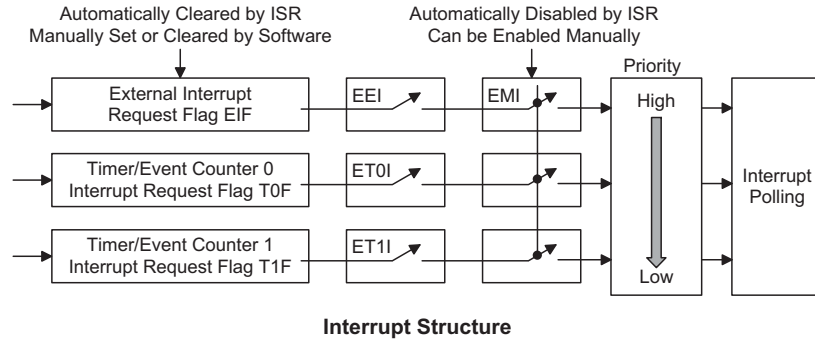 Automatically Cleared by ISR
Manually Set or Cleared by Software
Automatically Disabled by ISR
Can be Enabled Manually
Priority
External Interrupt
Request Flag EIF
EEI
EMI
High
Timer/Event Counter 0
Interrupt Request Flag T0F
ET0I
Interrupt
Polling
Timer/Event Counter 1
Interrupt Request Flag T1F
ET1I
Low
Interrupt Structure